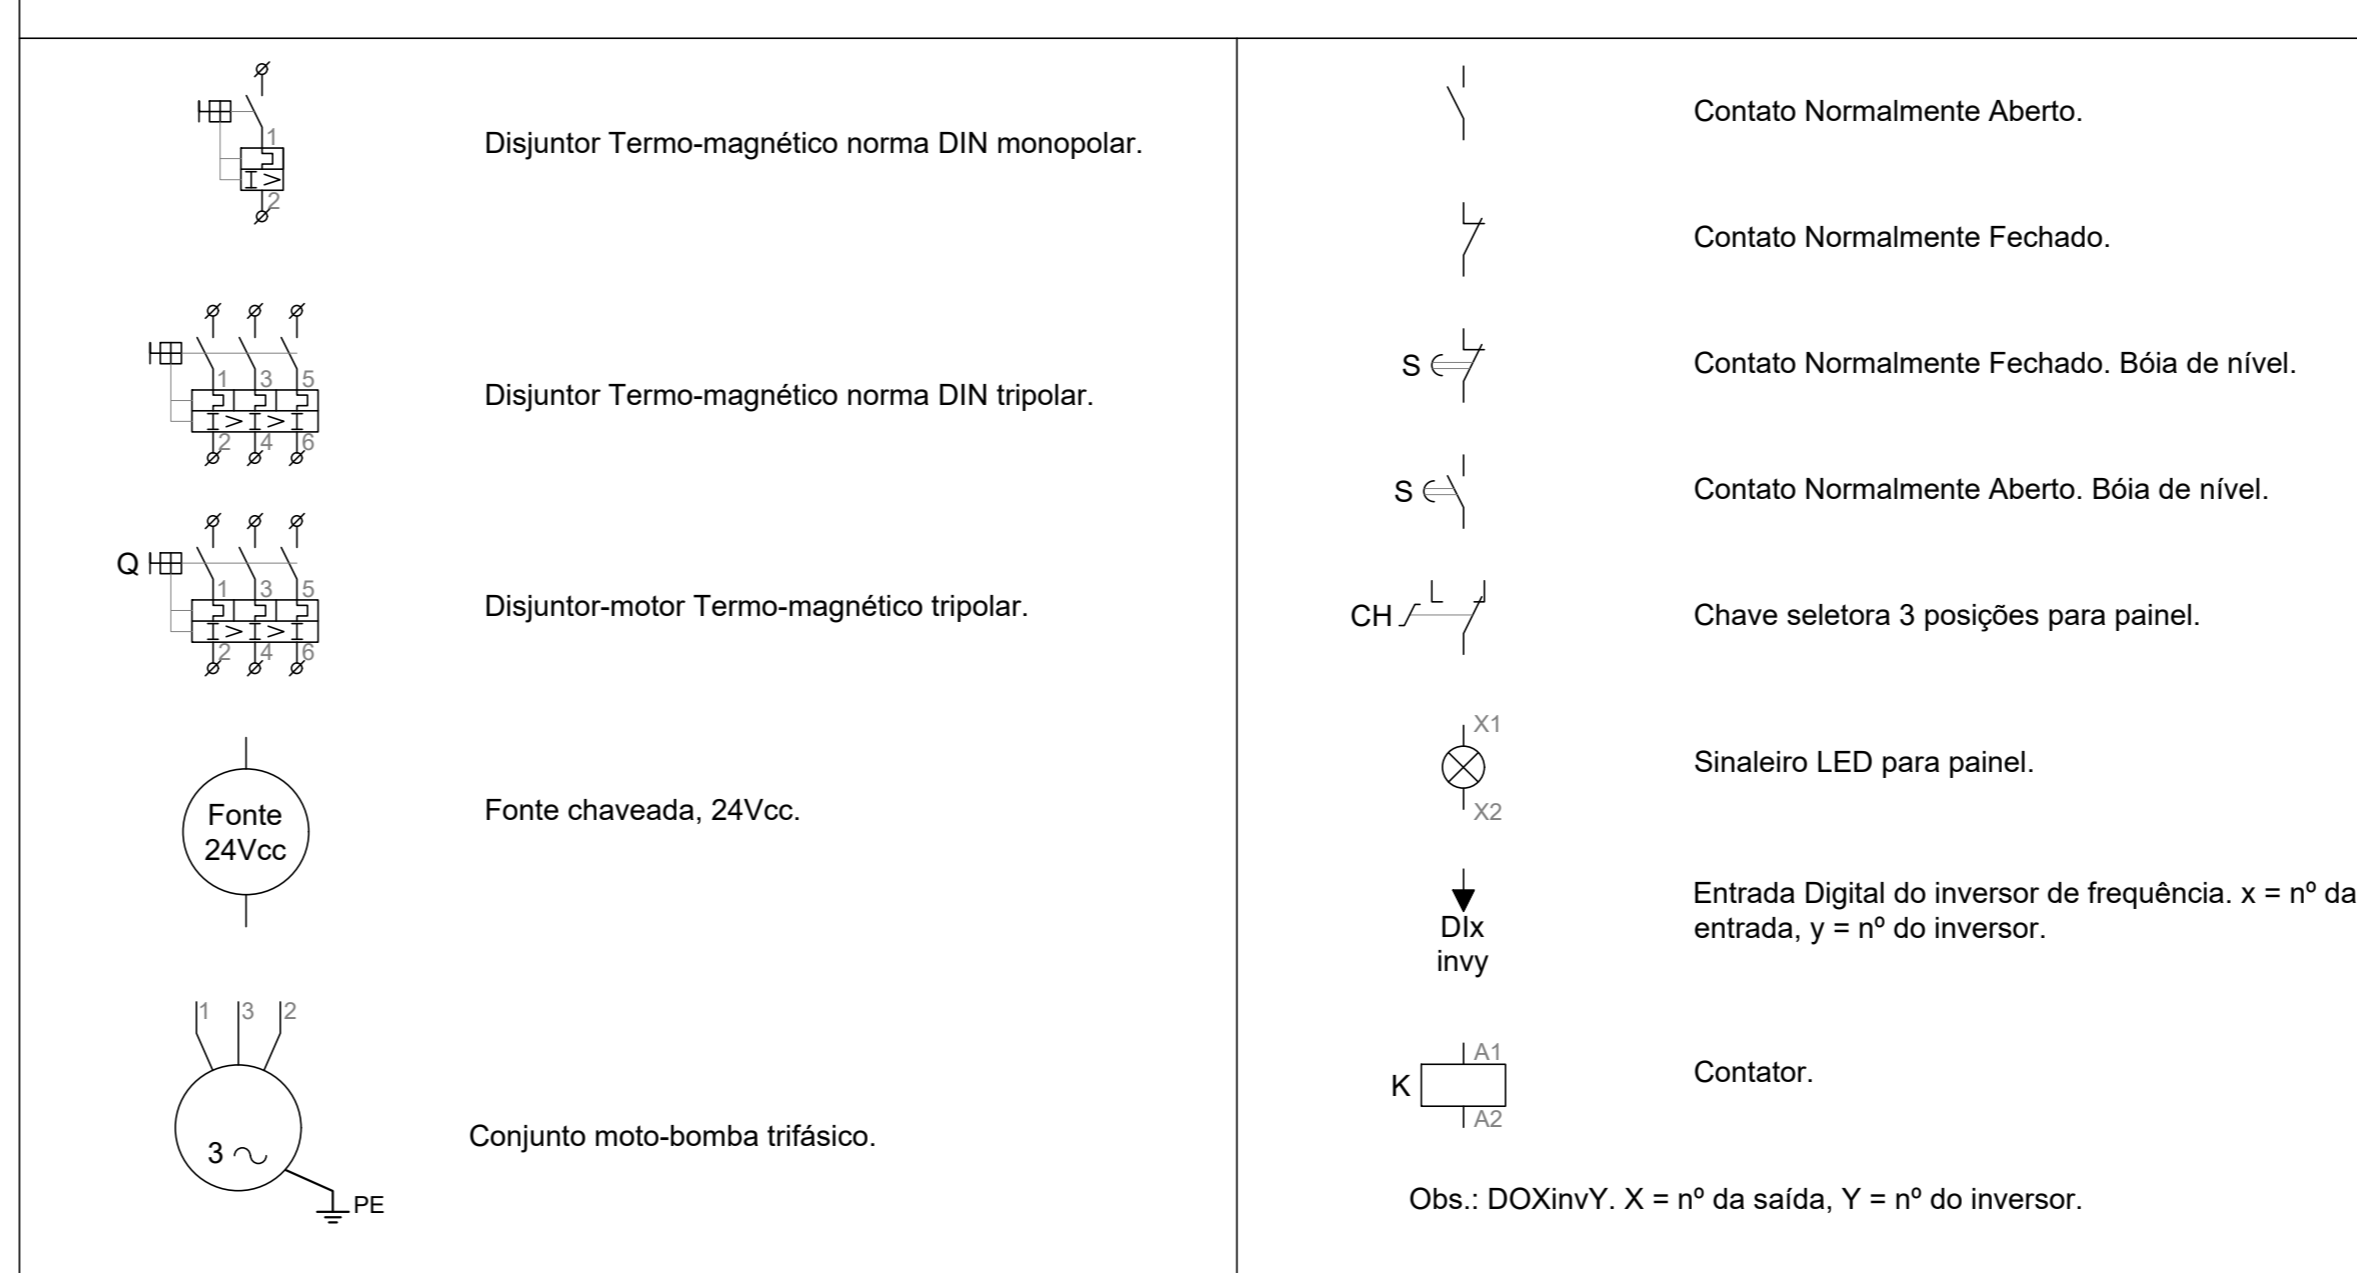 1
Disjuntor Termo-magnético norma DIN monopolar.
I >
2
1 3 5
Disjuntor Termo-magnético norma DIN tripolar.
I > I > I
2 4 6
Q
1 3 5
Disjuntor-motor Termo-magnético tripolar.
I > I > I
2 4 6
Fonte
24Vcc
Fonte chaveada, 24Vcc.
1 3 2
3
Conjunto moto-bomba trifásico.
PE
Contato Normalmente Aberto.
Contato Normalmente Fechado.
S
Contato Normalmente Fechado. Bóia de nível.
S
Contato Normalmente Aberto. Bóia de nível.
CH
Chave seletora 3 posições para painel.
X1
Sinaleiro LED para painel.
X2
DIx
invy
Entrada Digital do inversor de frequência. x = nº da
entrada, y = nº do inversor.
A1
K
Contator.
A2
Obs.: DOXinvY. X = nº da saída, Y = nº do inversor.